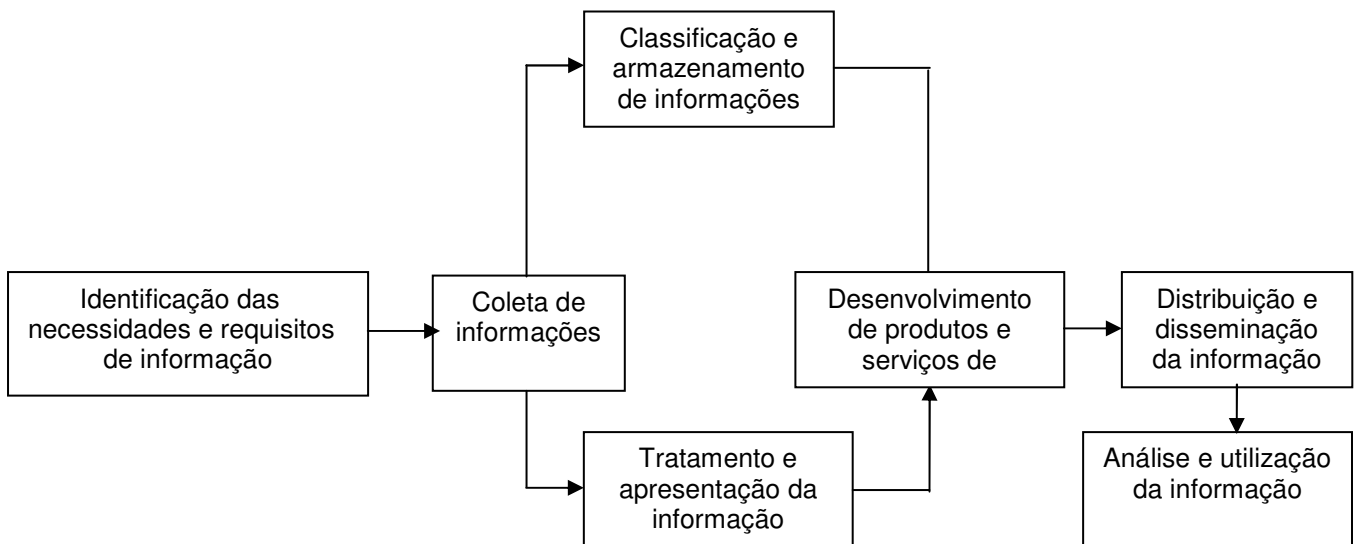 Classificação e
armazenamento
de informações
Identificação das
necessidades e requisitos
de informação
Coleta de
informações
Desenvolvimento
de produtos e
serviços de
Distribuição e
disseminação
da informação
Tratamento e
apresentação da
informação
Análise e utilização
da informação